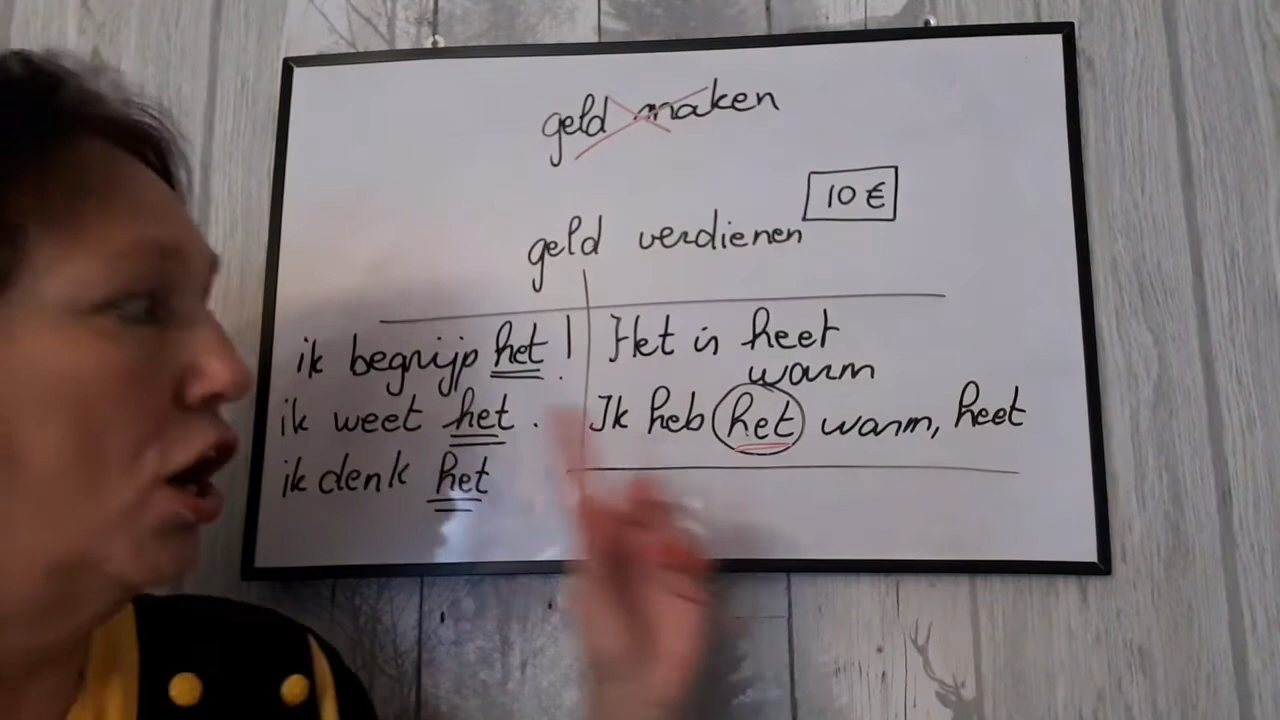 geld maken
10 €
geld verdienen
ik begrijp het!
ik weet het.
ik denk het
Het is heet
warm
Ik heb het warm, heet